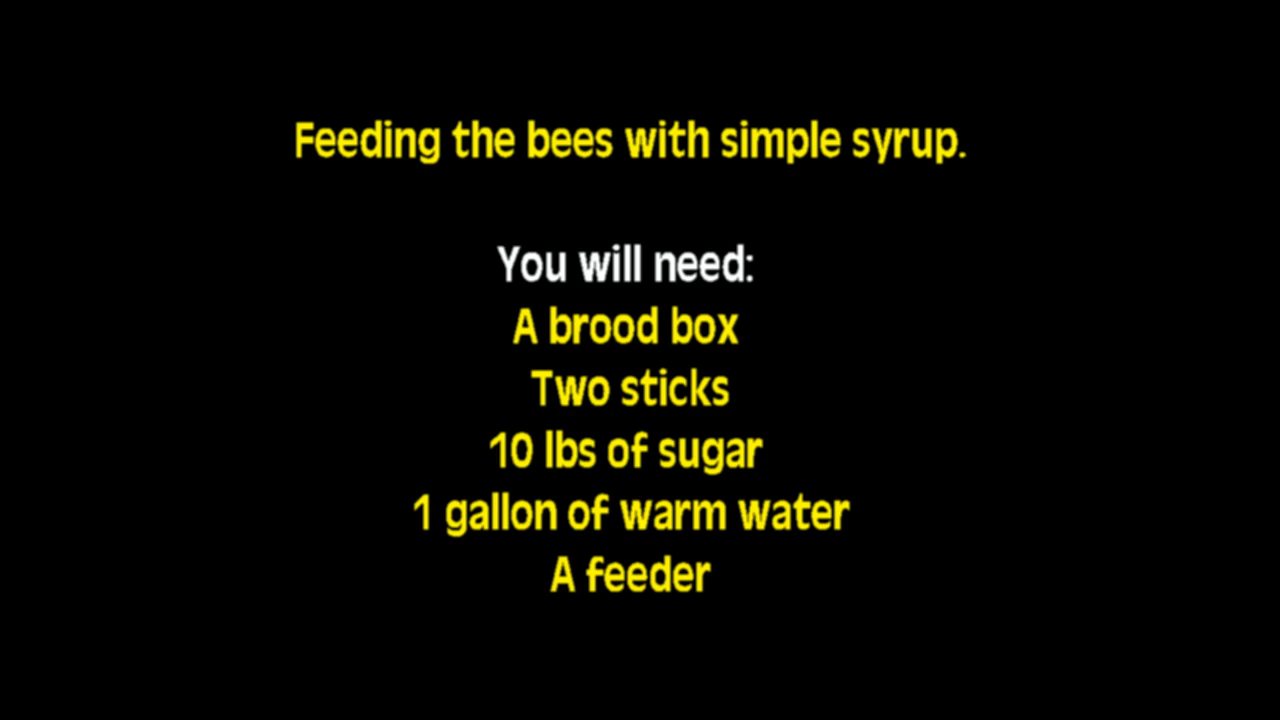 Feeding the bees with simple syrup.
You will need:
A brood box
Two sticks
10 lbs of sugar
1 gallon of warm water
A feeder